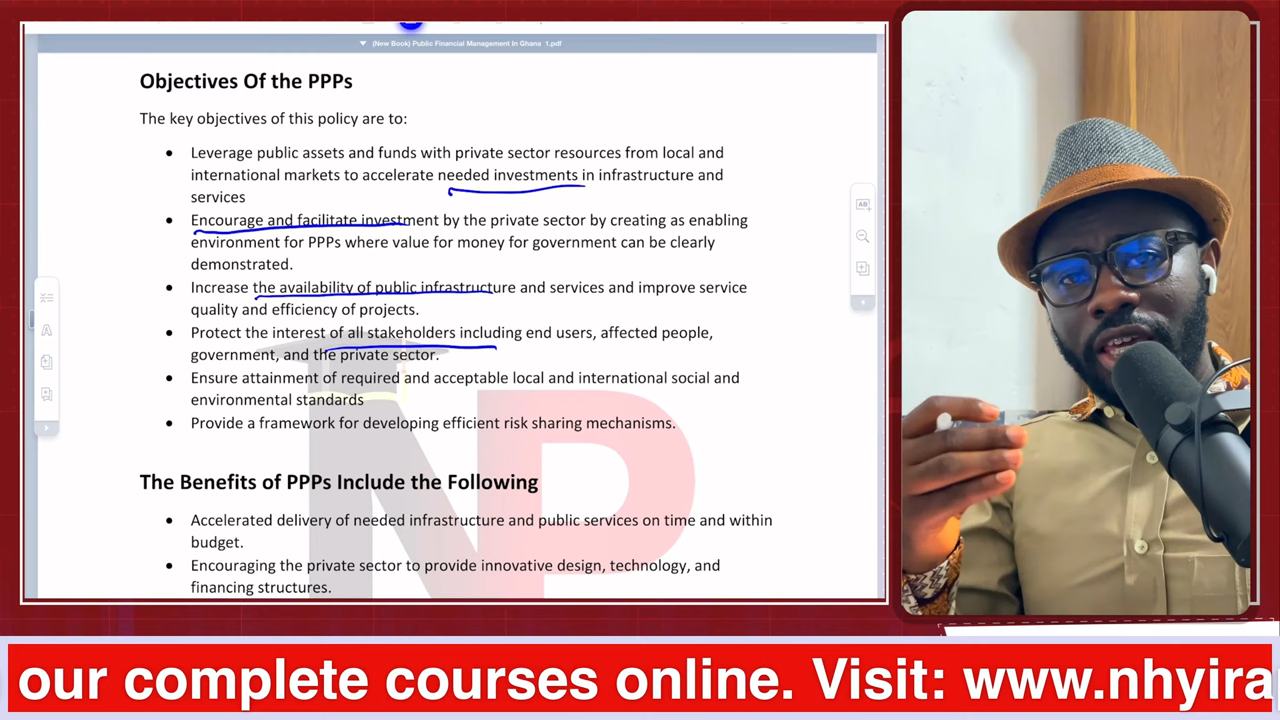 (New Book) Public Financial Management In Ghana 1.pdf
Objectives Of the PPPs
The key objectives of this policy are to:
• Leverage public assets and funds with private sector resources from local and
international markets to accelerate needed investments in infrastructure and
services
• Encourage and facilitate investment by the private sector by creating as enabling
environment for PPPs where value for money for government can be clearly
demonstrated.
• Increase the availability of public infrastructure and services and improve service
quality and efficiency of projects.
• Protect the interest of all stakeholders including end users, affected people,
government, and the private sector.
• Ensure attainment of required and acceptable local and international social and
environmental standards
• Provide a framework for developing efficient risk sharing mechanisms.
The Benefits of PPPs Include the Following
• Accelerated delivery of needed infrastructure and public services on time and within
budget.
• Encouraging the private sector to provide innovative design, technology, and
financing structures.
NP
AB
A
our complete courses online. Visit: www.nhyira